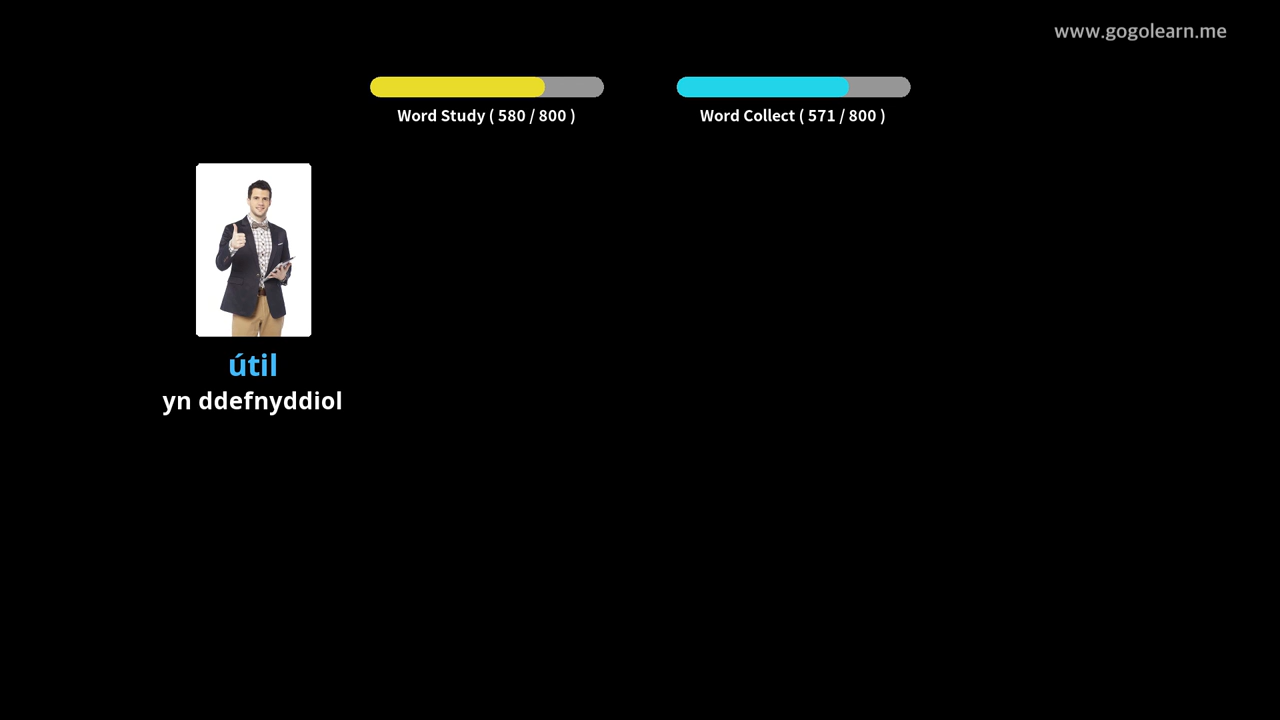 www.gogolearn.me
Word Study ( 580 / 800 )
Word Collect ( 571 / 800 )
útil
yn ddefnyddiol